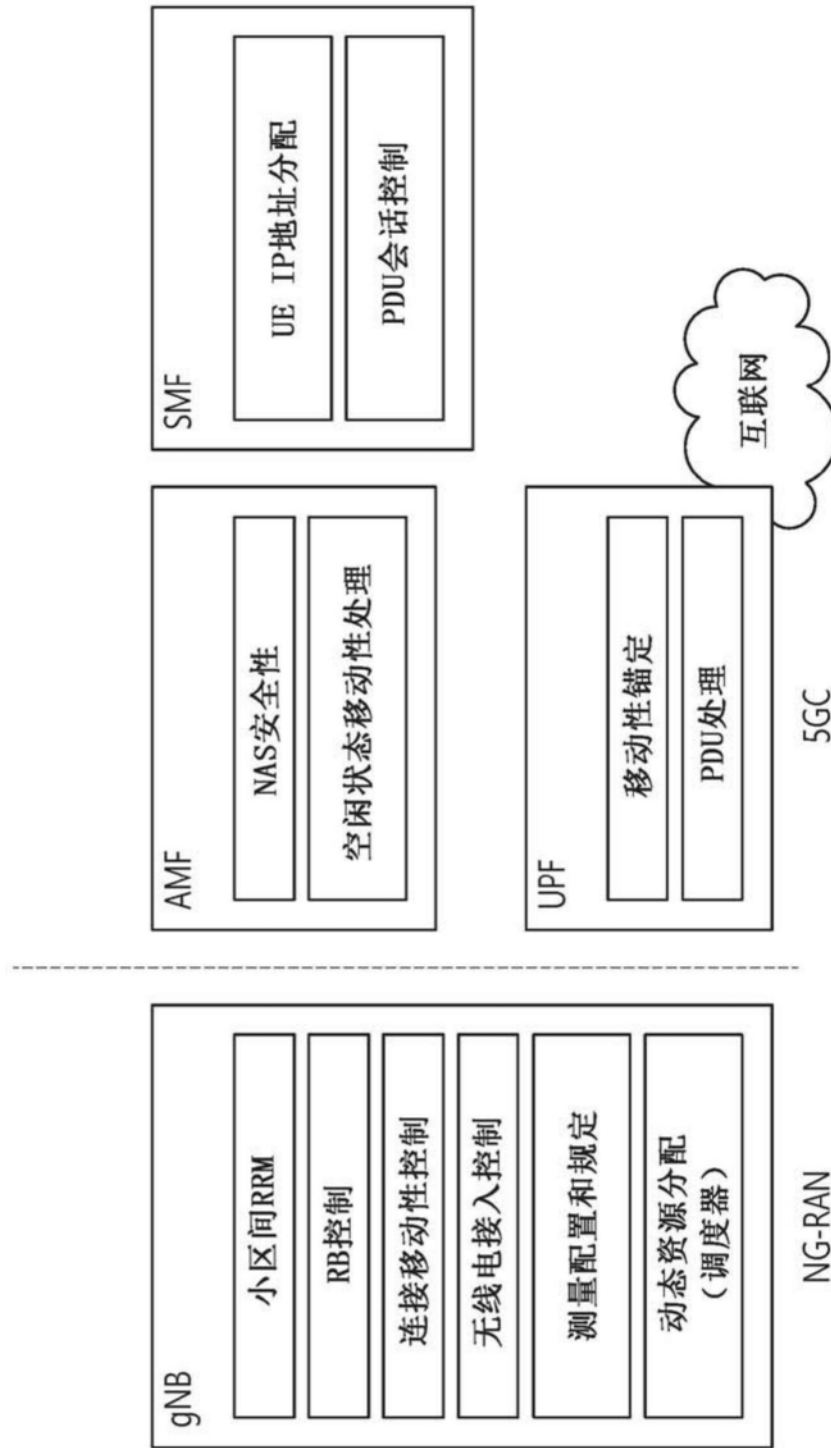 gNB
小区间RRM
RB控制
连接移动性控制
无线电接入控制
测量配置和规定
动态资源分配
（调度器）
NG-RAN
AMF
NAS安全性
空闲状态移动性处理
UPF
移动性锚定
PDU处理
SMF
UE IP地址分配
PDU会话控制
互联网
5GC